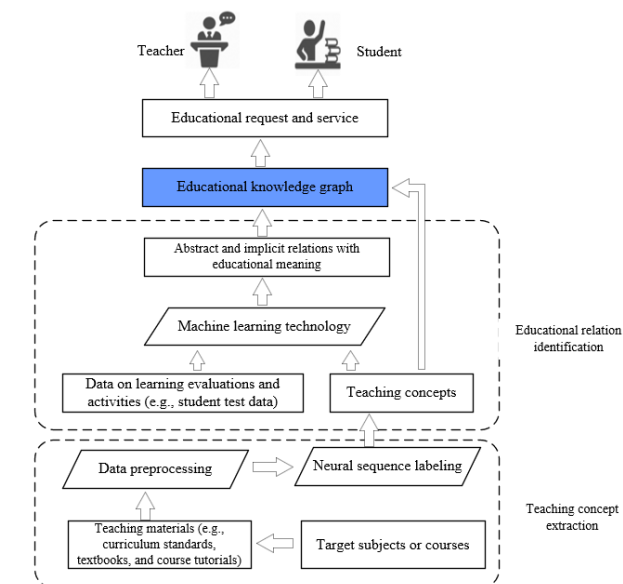 Teacher
Student
Educational request and service
Educational knowledge graph
Abstract and implicit relations with
educational meaning
Machine learning technology
Educational relation
identification
Data on learning evaluations and
activities (e.g., student test data)
Teaching concepts
Data preprocessing
Neural sequence labeling
Teaching concept
extraction
Teaching materials (e.g.,
curriculum standards,
textbooks, and course tutorials)
Target subjects or courses